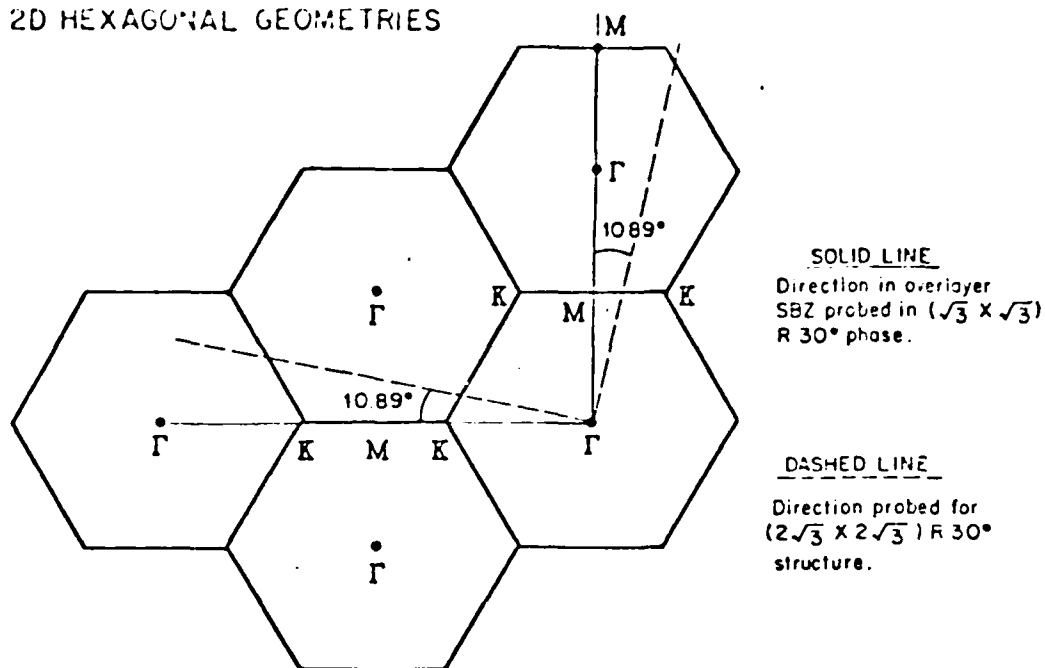 2D HEXAGONAL GEOMETRIES
M
Γ
10.89°
K M K
Γ
10.89°
Γ K M K Γ
Γ
SOLID LINE
Direction in overlayer
SBZ probed in (√3 X √3)
R 30° phase.
DASHED LINE
Direction probed for
(2√3 X 2√3) R 30°
structure.